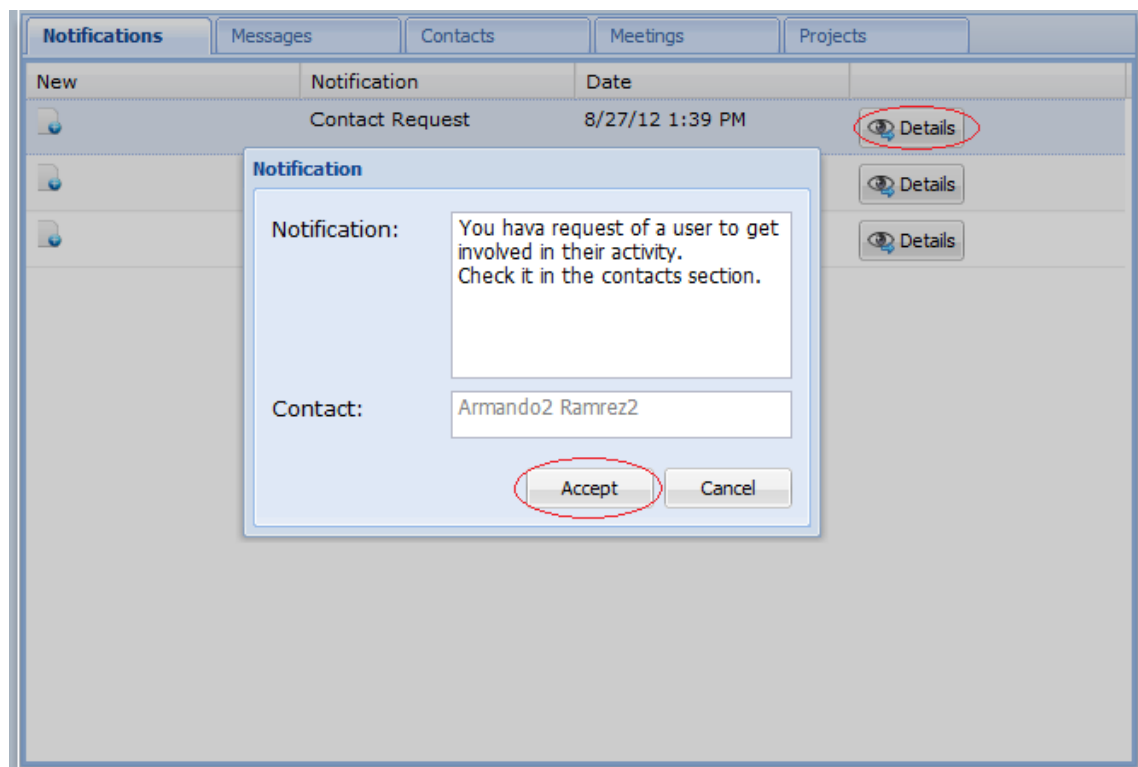 Notifications Messages Contacts Meetings Projects
New Notification Date
Contact Request 8/27/12 1:39 PM Details
Notification
Details
Notification: You hava request of a user to get
involved in their activity.
Details
Check it in the contacts section.
Contact: Armando2 Ramrez2
Accept Cancel